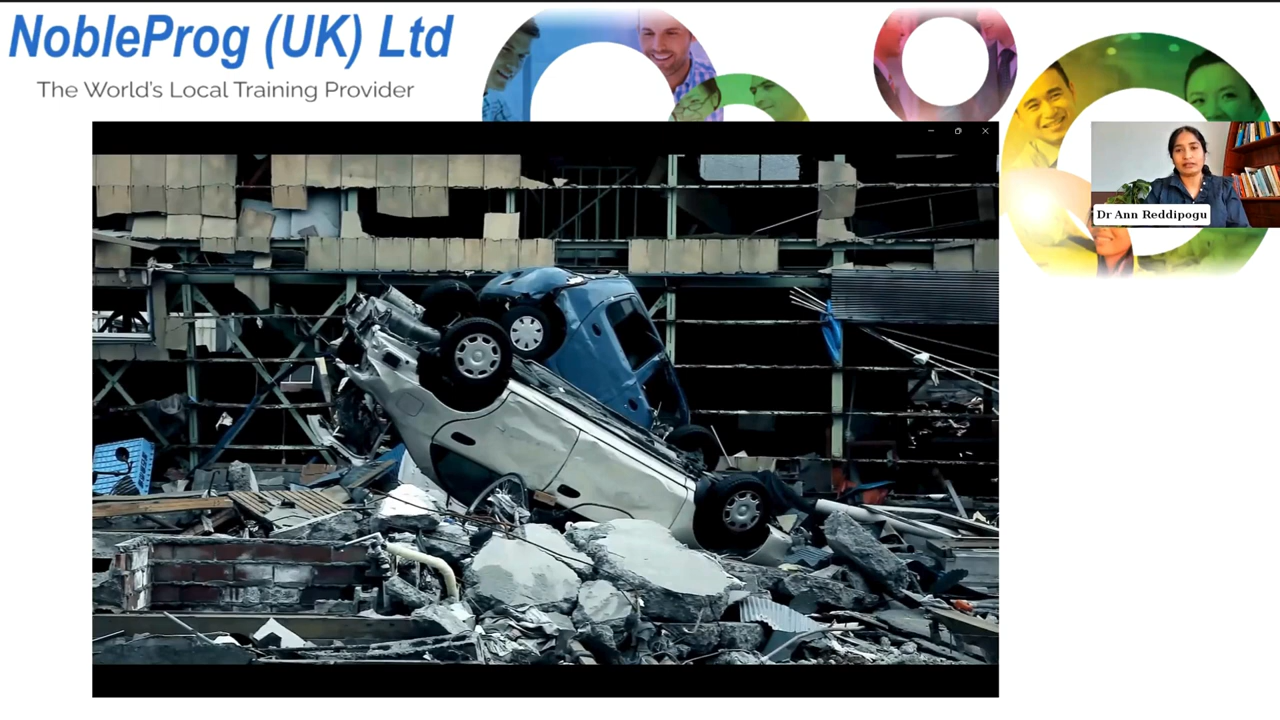 NobleProg (UK) Ltd
The World's Local Training Provider
Dr Ann Reddipogu